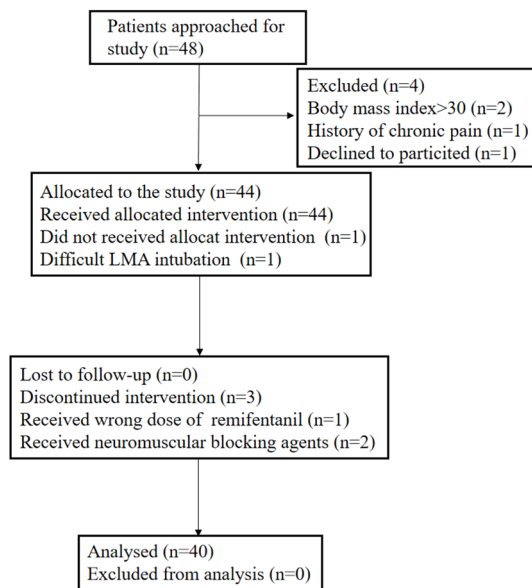 Patients approached for
study (n=48)
Excluded (n=4)
Body mass index>30 (n=2)
History of chronic pain (n=1)
Declined to particited (n=1)
Allocated to the study (n=44)
Received allocated intervention (n=44)
Did not received allocat intervention (n=1)
Difficult LMA intubation (n=1)
Lost to follow-up (n=0)
Discontinued intervention (n=3)
Received wrong dose of remifentanil (n=1)
Received neuromuscular blocking agents (n=2)
Analysed (n=40)
Excluded from analysis (n=0)